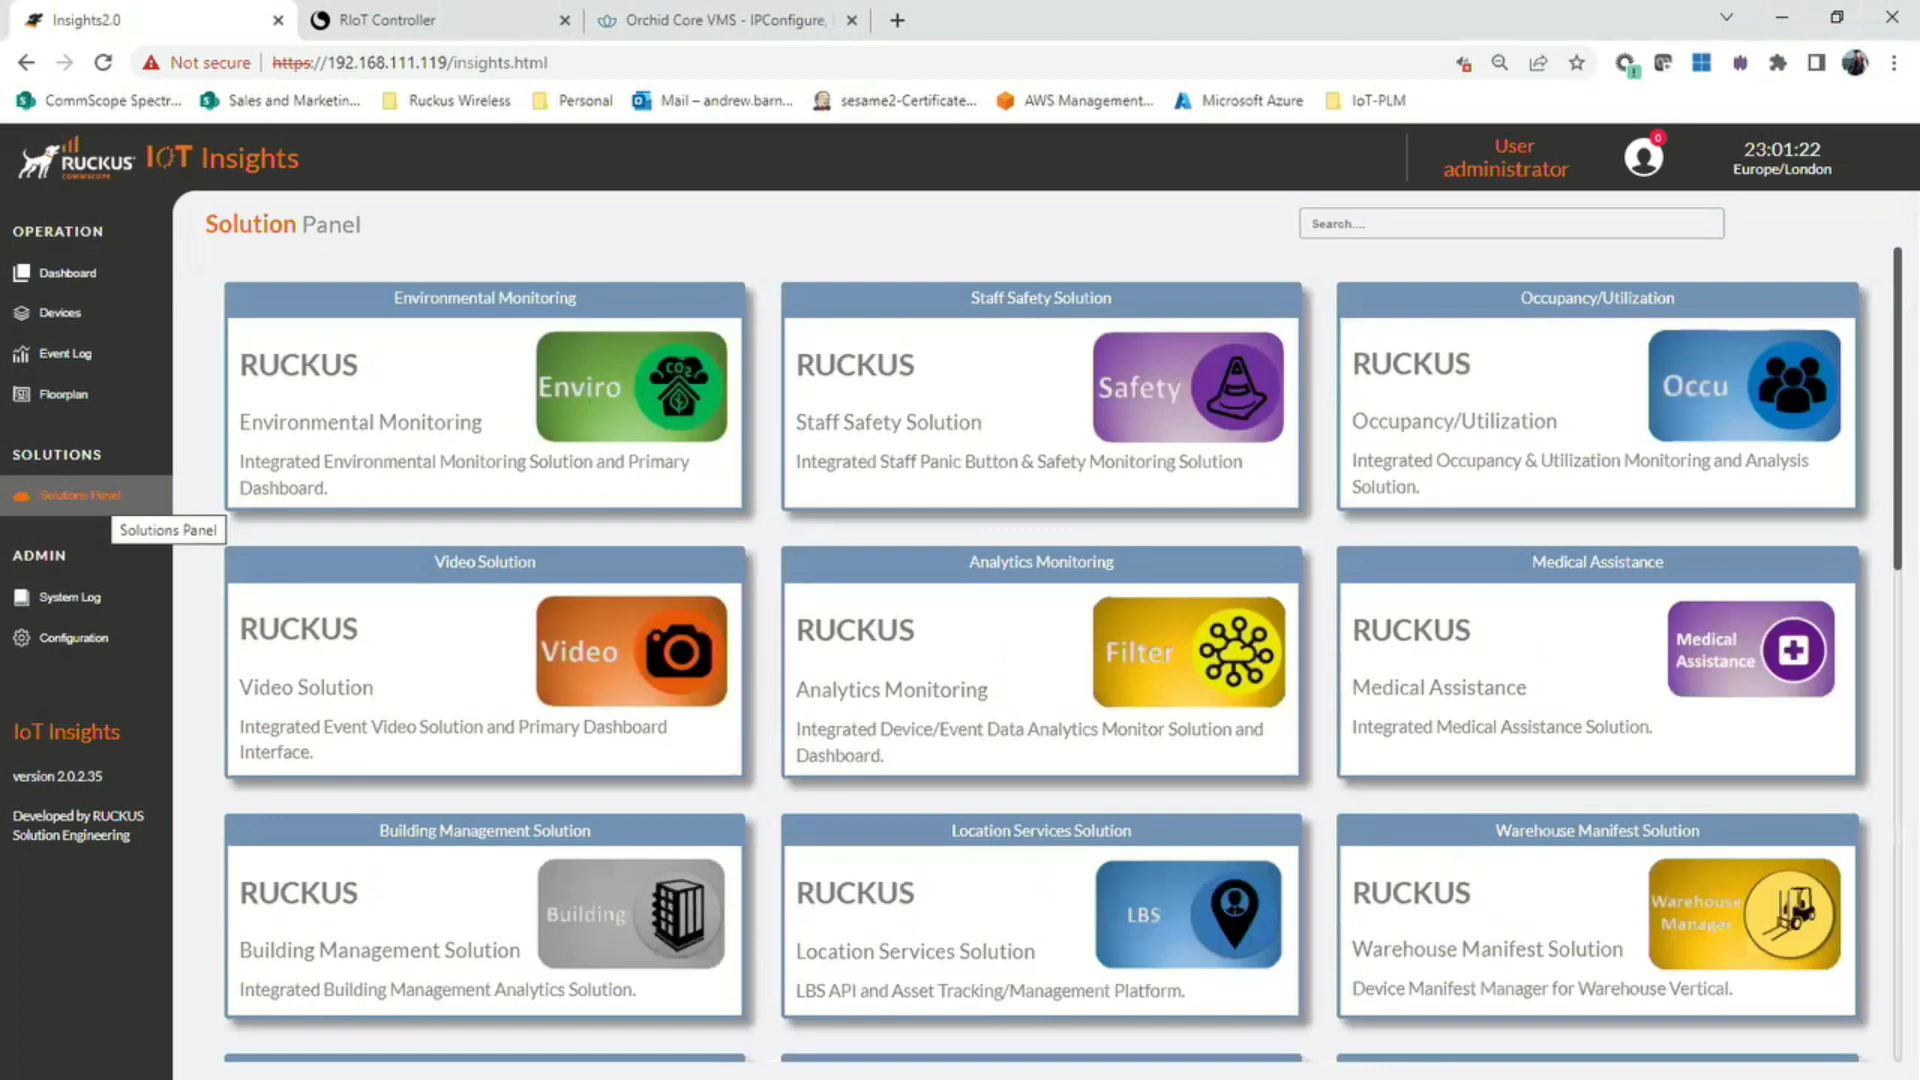 Insights2.0
RIoT Controller
Orchid Core VMS - IPConfigure,
Not secure
https://192.168.111.119/insights.html
CommScope Spectr...
Sales and Marketin...
Ruckus Wireless
Personal
Mail – andrew.barn...
sesame2-Certificate...
AWS Management...
Microsoft Azure
IoT-PLM
RUCKUS
COMMSCOPE
IOT Insights
User
administrator
0
23:01:22
Europe/London
OPERATION
Dashboard
Devices
Event Log
Floorplan
SOLUTIONS
Solutions Panel
Solutions Panel
ADMIN
System Log
Configuration
IoT Insights
version 2.0.2.35
Developed by RUCKUS
Solution Engineering
Solution Panel
Search....
Environmental Monitoring
RUCKUS
Enviro
CO2
Environmental Monitoring
Integrated Environmental Monitoring Solution and Primary
Dashboard.
Staff Safety Solution
RUCKUS
Safety
Staff Safety Solution
Integrated Staff Panic Button & Safety Monitoring Solution
Occupancy/Utilization
RUCKUS
Occu
Occupancy/Utilization
Integrated Occupancy & Utilization Monitoring and Analysis
Solution.
Video Solution
RUCKUS
Video
Video Solution
Integrated Event Video Solution and Primary Dashboard
Interface.
Analytics Monitoring
RUCKUS
Filter
Analytics Monitoring
Integrated Device/Event Data Analytics Monitor Solution and
Dashboard.
Medical Assistance
RUCKUS
Medical
Assistance
Medical Assistance
Integrated Medical Assistance Solution.
Building Management Solution
RUCKUS
Building
Building Management Solution
Integrated Building Management Analytics Solution.
Location Services Solution
RUCKUS
LBS
Location Services Solution
LBS API and Asset Tracking/Management Platform.
Warehouse Manifest Solution
RUCKUS
Warehouse
Manager
Warehouse Manifest Solution
Device Manifest Manager for Warehouse Vertical.